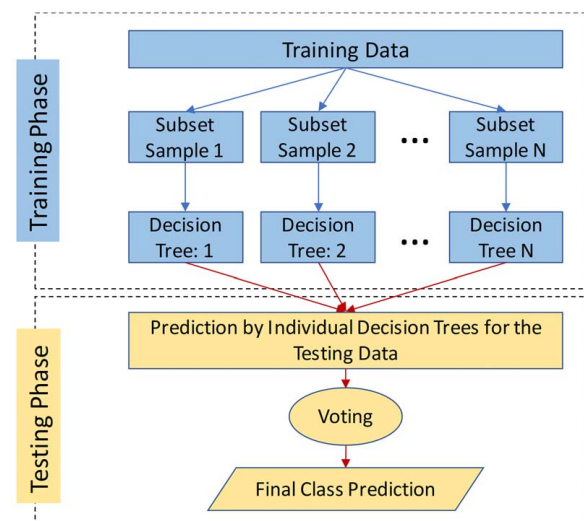 Training Phase
Training Data
Subset
Sample 1
Subset
Sample 2
...
Subset
Sample N
Decision
Tree: 1
Decision
Tree: 2
...
Decision
Tree N
Testing Phase
Prediction by Individual Decision Trees for the
Testing Data
Voting
Final Class Prediction